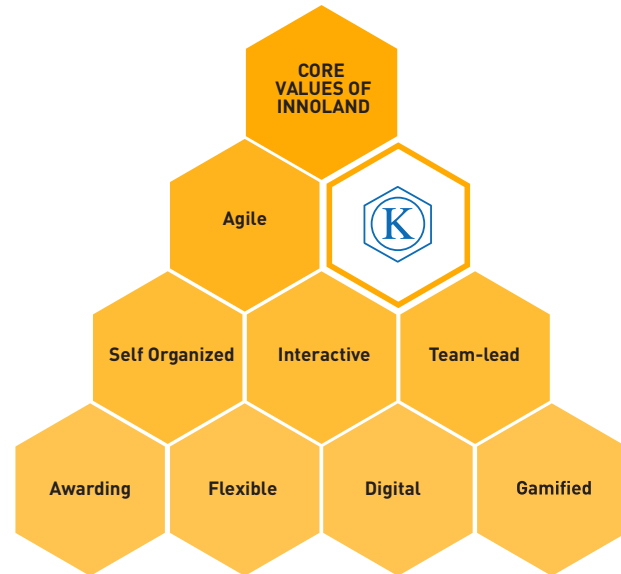 CORE
VALUES OF
INNOLAND
Agile
K
Self Organized
Interactive
Team-lead
Awarding
Flexible
Digital
Gamified